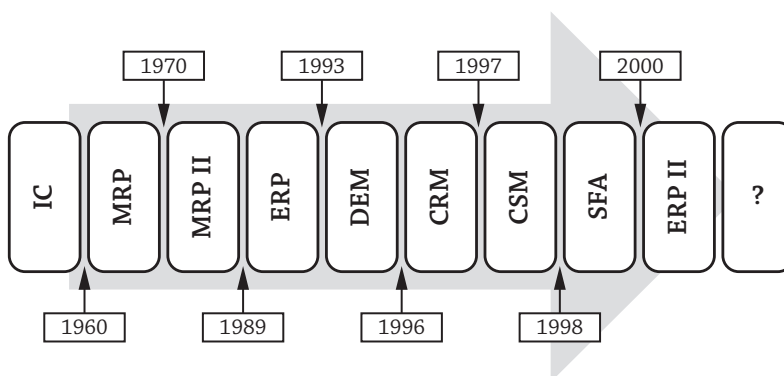 1970
1993
1997
2000
IC
MRP
MRP II
ERP
DEM
CRM
CSM
SFA
ERP II
?
1960
1989
1996
1998